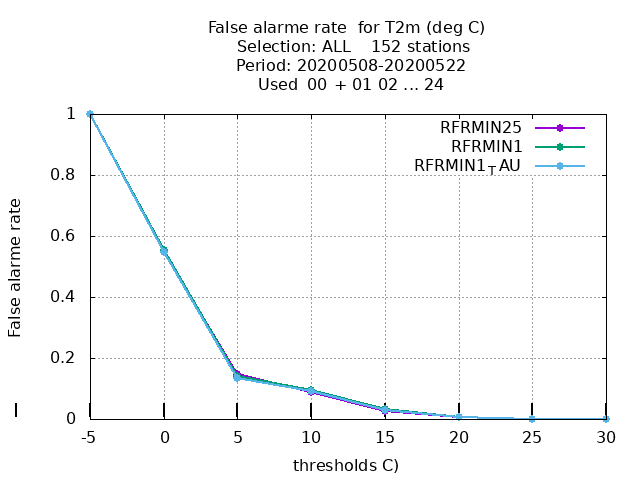 False alarme rate  for T2m (deg C)
Selection: ALL    152 stations
Period: 20200508-20200522
Used  00 + 01 02 ... 24
RFRMIN25
RFRMIN1
RFRMIN1TAU
False alarme rate
1
0.8
0.6
0.4
0.2
0
-5 0 5 10 15 20 25 30
thresholds C)